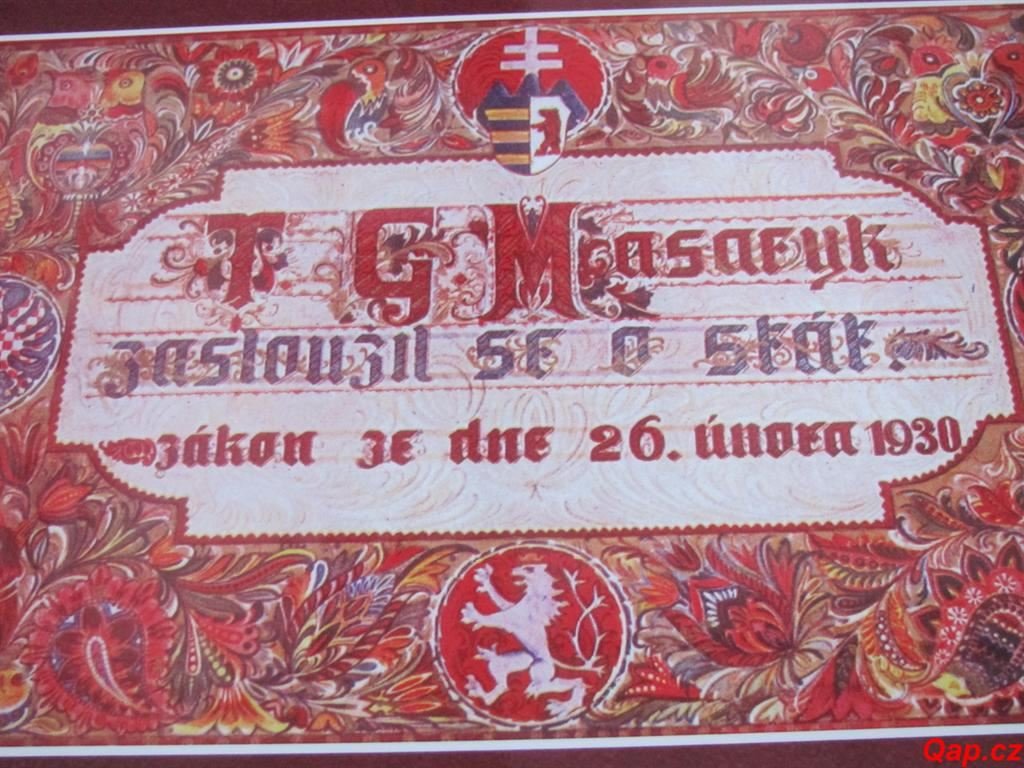 T G Masaryk
zasloužil se o stát.
zákon ze dne 26. února 1930
Qap.cz